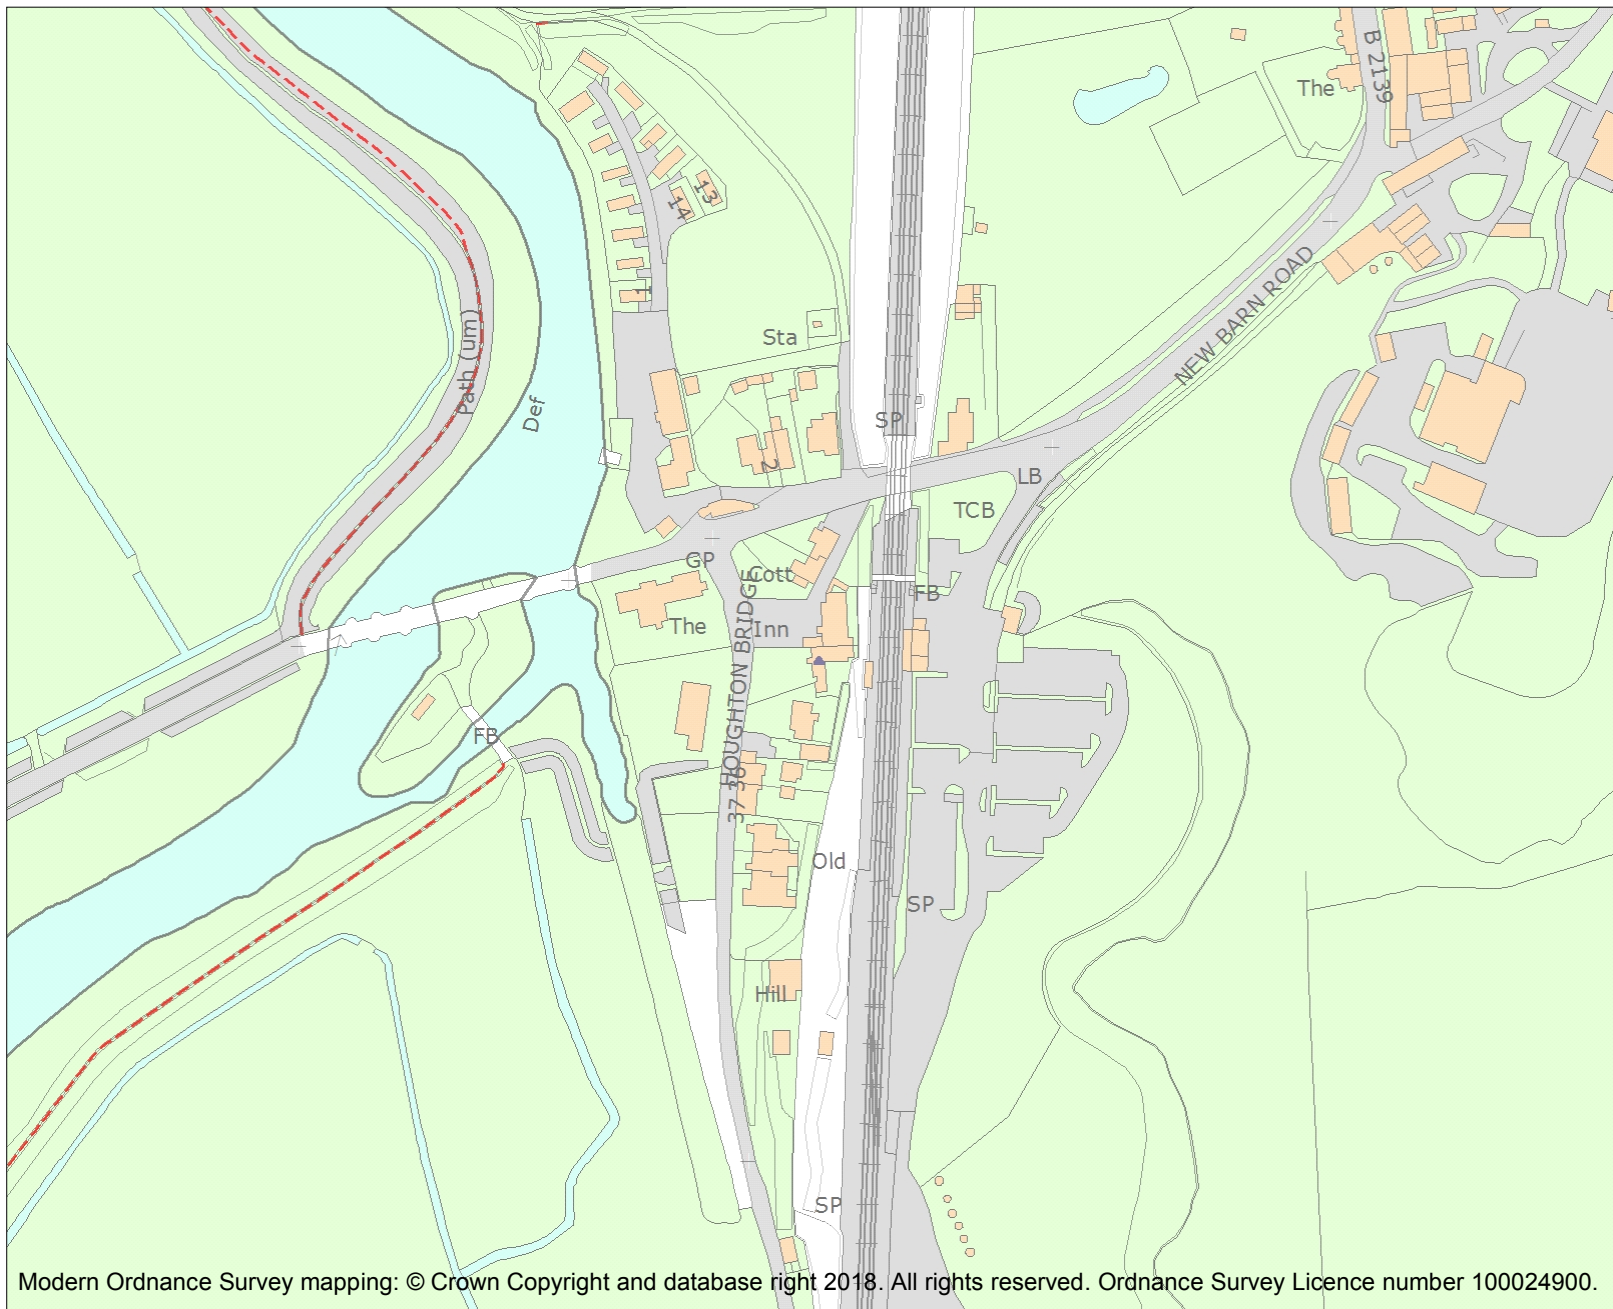 B 2139
The
13
14
1
Path (um)
Sta
NEW BARN ROAD
Def
SP
2
LB
TCB
GP
Cott
FB
The
Inn
HOUGHTON BRIDGE
FB
37 36
Old
SP
Hill
SP
Modern Ordnance Survey mapping: © Crown Copyright and database right 2018. All rights reserved. Ordnance Survey Licence number 100024900.